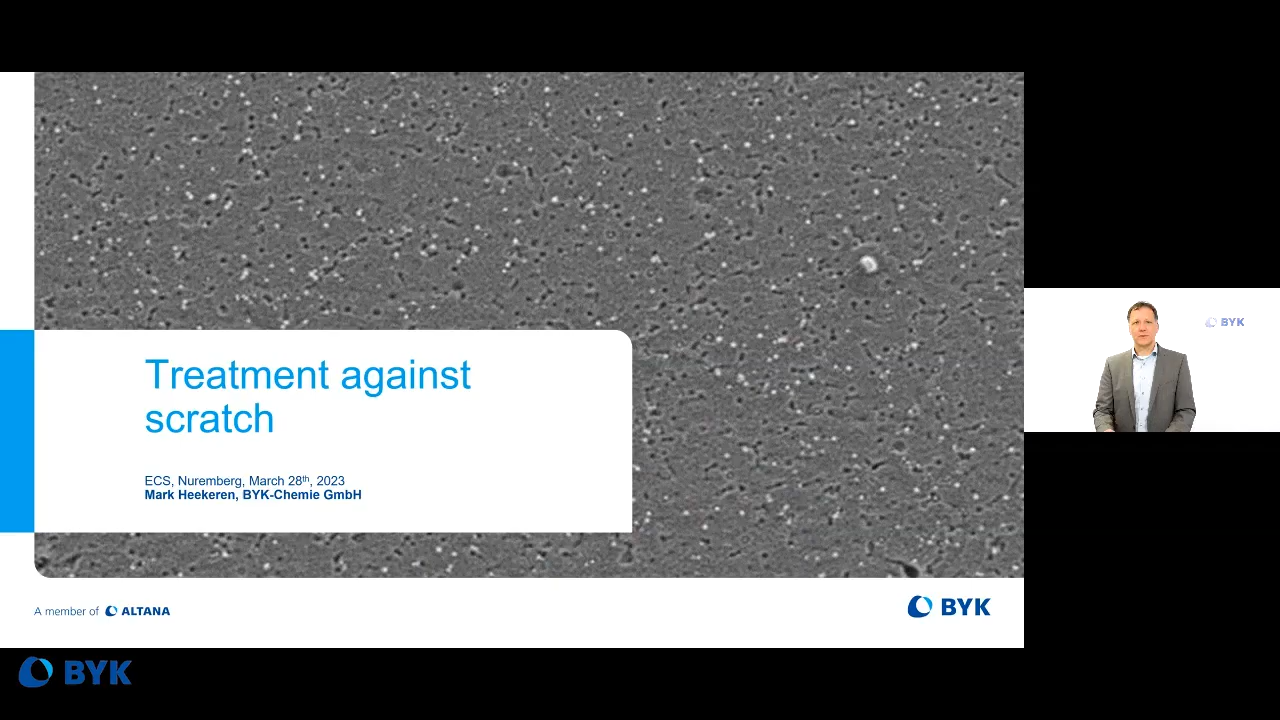 Treatment against
scratch
ECS, Nuremberg, March 28th, 2023
Mark Heekeren, BYK-Chemie GmbH
A member of ALTANA
BYK
BYK
BYK